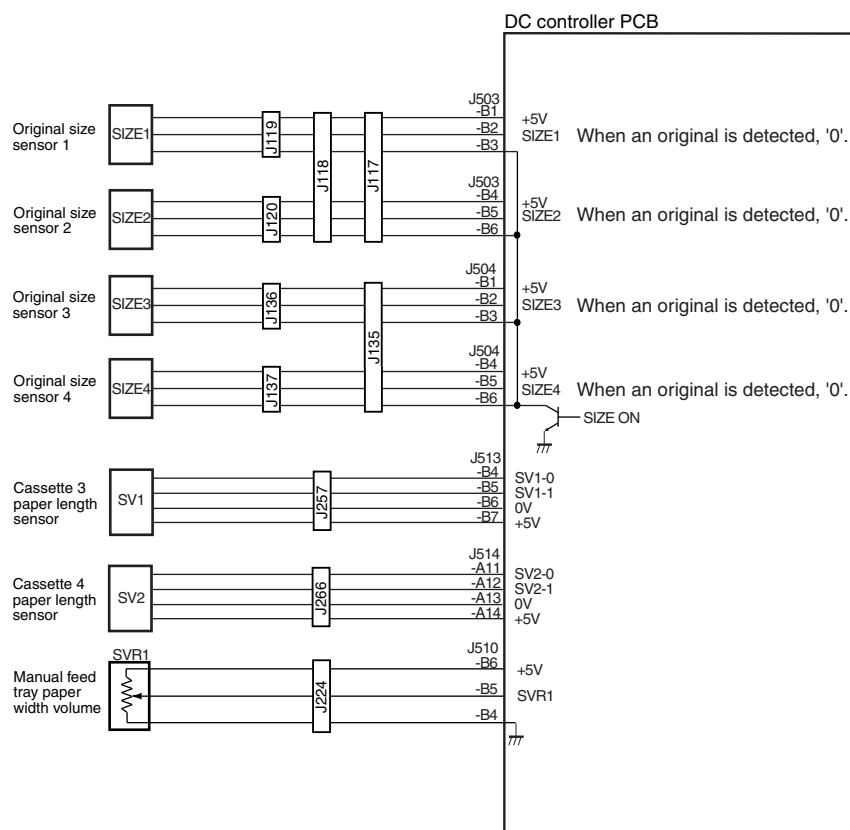 DC controller PCB
Original size
sensor 1
SIZE1
J119
J118
J117
J503
-B1
-B2
-B3
+5V
SIZE1
When an original is detected, '0'.
Original size
sensor 2
SIZE2
J120
J503
-B4
-B5
-B6
+5V
SIZE2
When an original is detected, '0'.
Original size
sensor 3
SIZE3
J136
J135
J504
-B1
-B2
-B3
+5V
SIZE3
When an original is detected, '0'.
Original size
sensor 4
SIZE4
J137
J504
-B4
-B5
-B6
+5V
SIZE4
When an original is detected, '0'.
SIZE ON
Cassette 3
paper length
sensor
SV1
J257
J513
-B4
-B5
-B6
-B7
SV1-0
SV1-1
0V
+5V
Cassette 4
paper length
sensor
SV2
J266
J514
-A11
-A12
-A13
-A14
SV2-0
SV2-1
0V
+5V
Manual feed
tray paper
width volume
SVR1
J224
J510
-B6
-B5
-B4
+5V
SVR1